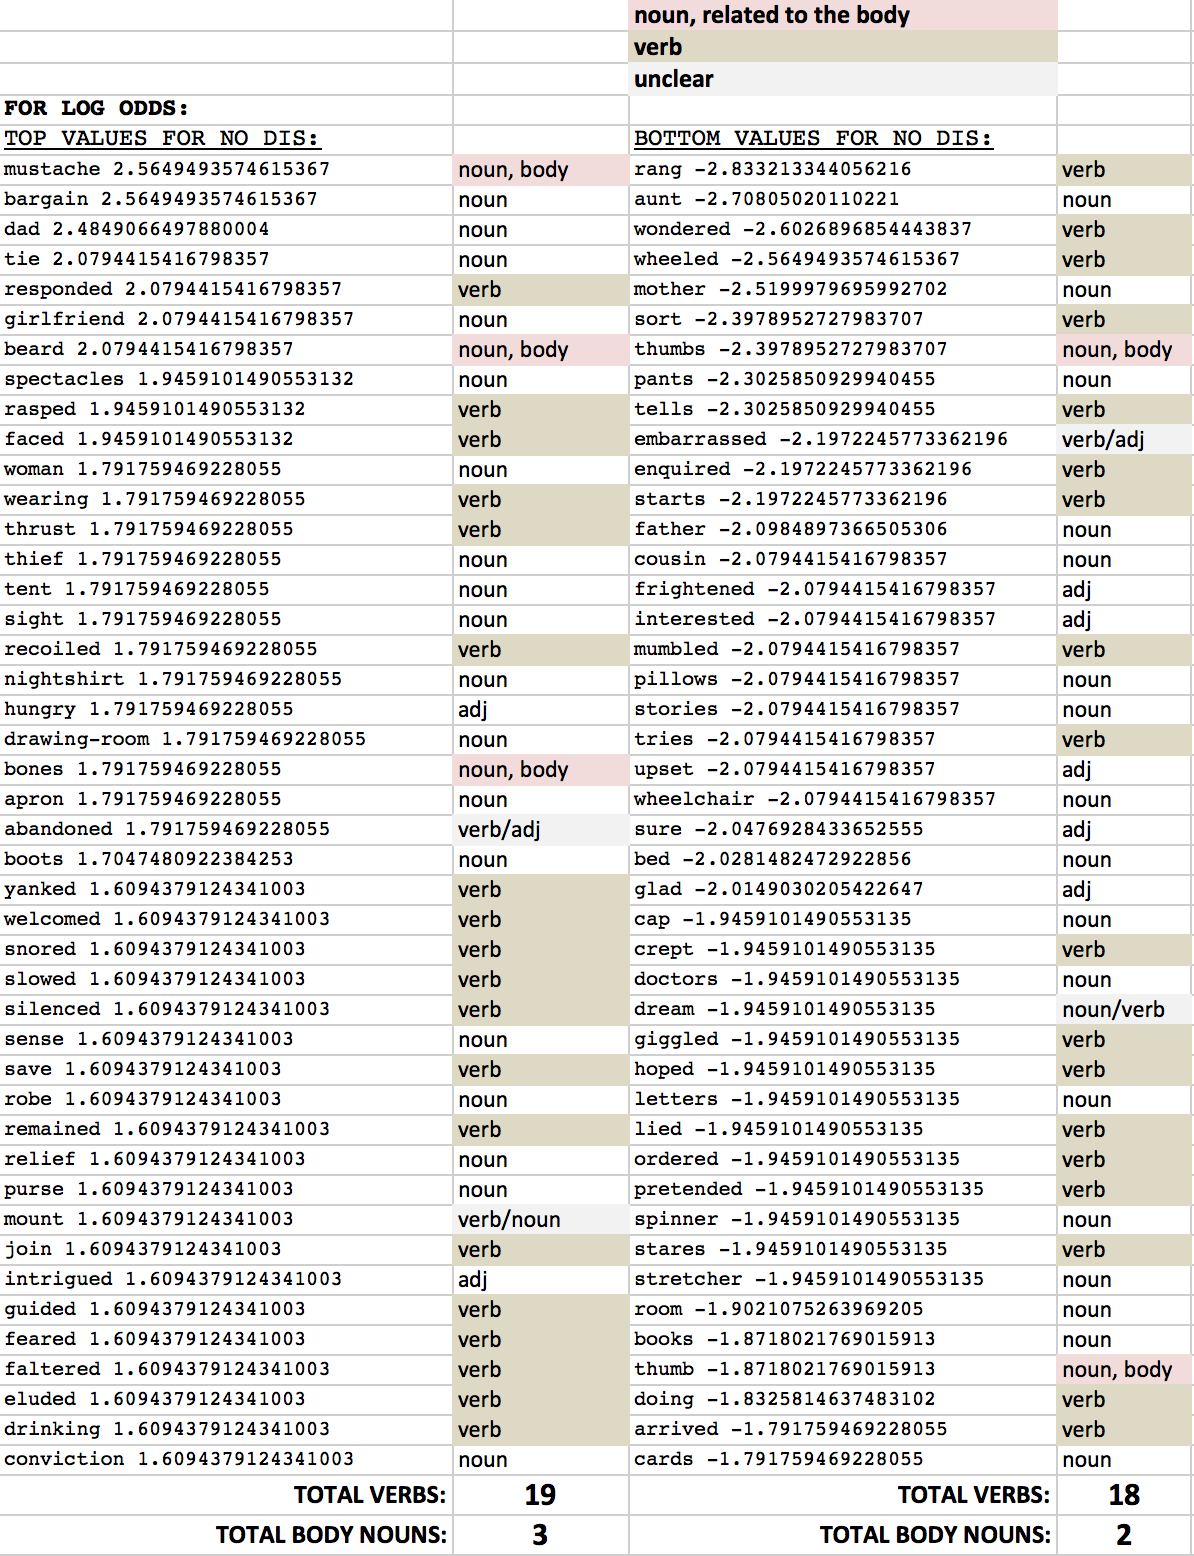 noun, related to the body
verb
unclear
FOR LOG ODDS:
TOP VALUES FOR NO DIS: BOTTOM VALUES FOR NO DIS:
mustache 2.5649493574615367 noun, body rang -2.833213344056216 verb
bargain 2.5649493574615367 noun aunt -2.70805020110221 noun
dad 2.4849066497880004 noun wondered -2.6026896854443837 verb
tie 2.0794415416798357 noun wheeled -2.5649493574615367 verb
responded 2.0794415416798357 verb mother -2.5199979695992702 noun
girlfriend 2.0794415416798357 noun sort -2.3978952727983707 verb
beard 2.0794415416798357 noun, body thumbs -2.3978952727983707 noun, body
spectacles 1.9459101490553132 noun pants -2.3025850929940455 noun
rasped 1.9459101490553132 verb tells -2.3025850929940455 verb
faced 1.9459101490553132 verb embarrassed -2.1972245773362196 verb/adj
woman 1.791759469228055 noun enquired -2.1972245773362196 verb
wearing 1.791759469228055 verb starts -2.1972245773362196 verb
thrust 1.791759469228055 verb father -2.0984897366505306 noun
thief 1.791759469228055 noun cousin -2.0794415416798357 noun
tent 1.791759469228055 noun frightened -2.0794415416798357 adj
sight 1.791759469228055 noun interested -2.0794415416798357 adj
recoiled 1.791759469228055 verb mumbled -2.0794415416798357 verb
nightshirt 1.791759469228055 noun pillows -2.0794415416798357 noun
hungry 1.791759469228055 adj stories -2.0794415416798357 noun
drawing-room 1.791759469228055 noun tries -2.0794415416798357 verb
bones 1.791759469228055 noun, body upset -2.0794415416798357 adj
apron 1.791759469228055 noun wheelchair -2.0794415416798357 noun
abandoned 1.791759469228055 verb/adj sure -2.0476928433652555 adj
boots 1.7047480922384253 noun bed -2.0281482472922856 noun
yanked 1.6094379124341003 verb glad -2.0149030205422647 adj
welcomed 1.6094379124341003 verb cap -1.9459101490553135 noun
snored 1.6094379124341003 verb crept -1.9459101490553135 verb
slowed 1.6094379124341003 verb doctors -1.9459101490553135 noun
silenced 1.6094379124341003 verb dream -1.9459101490553135 noun/verb
sense 1.6094379124341003 noun giggled -1.9459101490553135 verb
save 1.6094379124341003 verb hoped -1.9459101490553135 verb
robe 1.6094379124341003 noun letters -1.9459101490553135 noun
remained 1.6094379124341003 verb lied -1.9459101490553135 verb
relief 1.6094379124341003 noun ordered -1.9459101490553135 verb
purse 1.6094379124341003 noun pretended -1.9459101490553135 verb
mount 1.6094379124341003 verb/noun spinner -1.9459101490553135 noun
join 1.6094379124341003 verb stares -1.9459101490553135 verb
intrigued 1.6094379124341003 adj stretcher -1.9459101490553135 noun
guided 1.6094379124341003 verb room -1.9021075263969205 noun
feared 1.6094379124341003 verb books -1.8718021769015913 noun
faltered 1.6094379124341003 verb thumb -1.8718021769015913 noun, body
eluded 1.6094379124341003 verb doing -1.8325814637483102 verb
drinking 1.6094379124341003 verb arrived -1.791759469228055 verb
conviction 1.6094379124341003 noun cards -1.791759469228055 noun
TOTAL VERBS: 19 TOTAL VERBS: 18
TOTAL BODY NOUNS: 3 TOTAL BODY NOUNS: 2